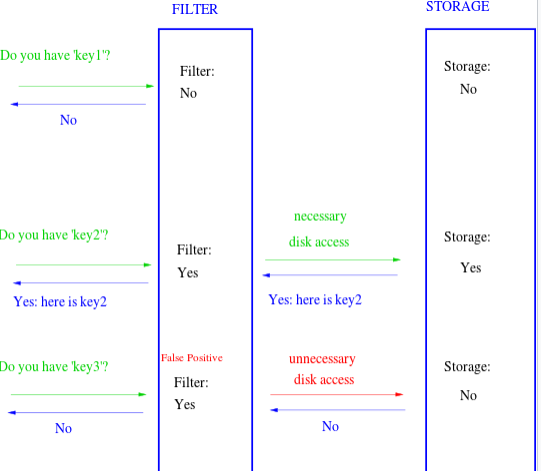 FILTER
STORAGE
Do you have 'key1'?
Filter:
No
Storage:
No
No
Do you have 'key2'?
Filter:
Yes
necessary
disk access
Storage:
Yes
Yes: here is key2
Yes: here is key2
Do you have 'key3'?
False Positive
Filter:
Yes
unnecessary
disk access
Storage:
No
No
No